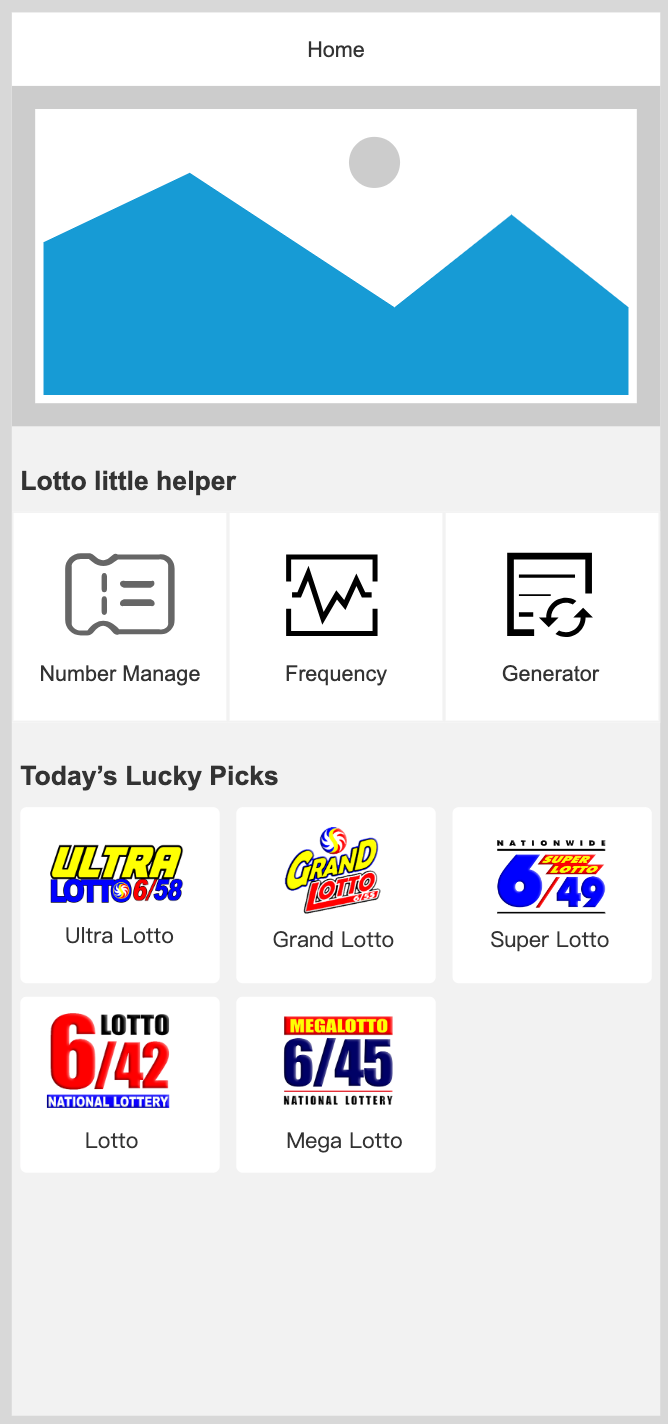 Home
Lotto little helper
Number Manage
Frequency
Generator
Today’s Lucky Picks
ULTRA
LOTTO 6/58
Ultra Lotto
GRAND
LOTTO
6/55
Grand Lotto
NATIONWIDE
SUPER
LOTTO
6/49
Super Lotto
LOTTO
6/42
NATIONAL LOTTERY
Lotto
MEGALOTTO
6/45
NATIONAL LOTTERY
Mega Lotto